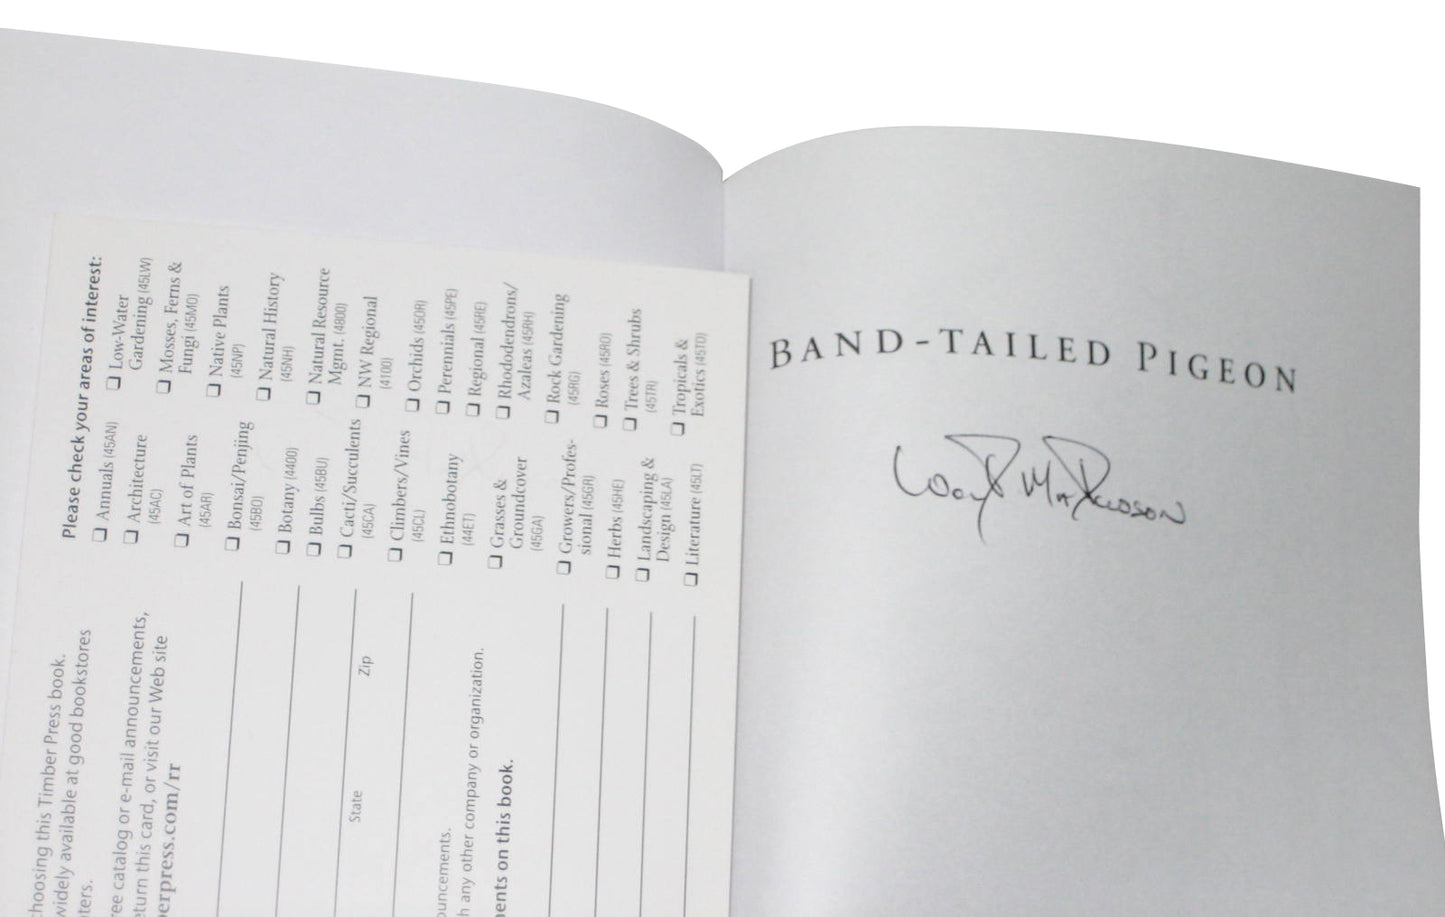 hoosing this Timber Press book.
widely available at good bookstores
ters.
ree catalog or e-mail announcements,
eturn this card, or visit our Web site
erpress.com/rr
State Zip
ouncements.
h any other company or organization.
ents on this book.
Please check your areas of interest:
Annuals (45AN)
Architecture
(45AC)
Art of Plants
(45AR)
Bonsai/Penjing
(45BO)
Botany (4400)
Bulbs (45BU)
Cacti/Succulents
(45CA)
Climbers/Vines
(45CL)
Ethnobotany
(44ET)
Grasses &
Groundcover
(45GA)
Growers/Profes-
sional (45GR)
Herbs (45HE)
Landscaping &
Design (45LA)
Literature (45LT)
Low-Water
Gardening (45LW)
Mosses, Ferns &
Fungi (45MO)
Native Plants
(45NP)
Natural History
(45NH)
Natural Resource
Mgmt. (4800)
NW Regional
(4100)
Orchids (45OR)
Perennials (45PE)
Regional (45RE)
Rhododendrons/
Azaleas (45RH)
Rock Gardening
(45RG)
Roses (45RO)
Trees & Shrubs
(45TR)
Tropicals &
Exotics (45TO)
BAND-TAILED PIGEON
Worth Mathewson